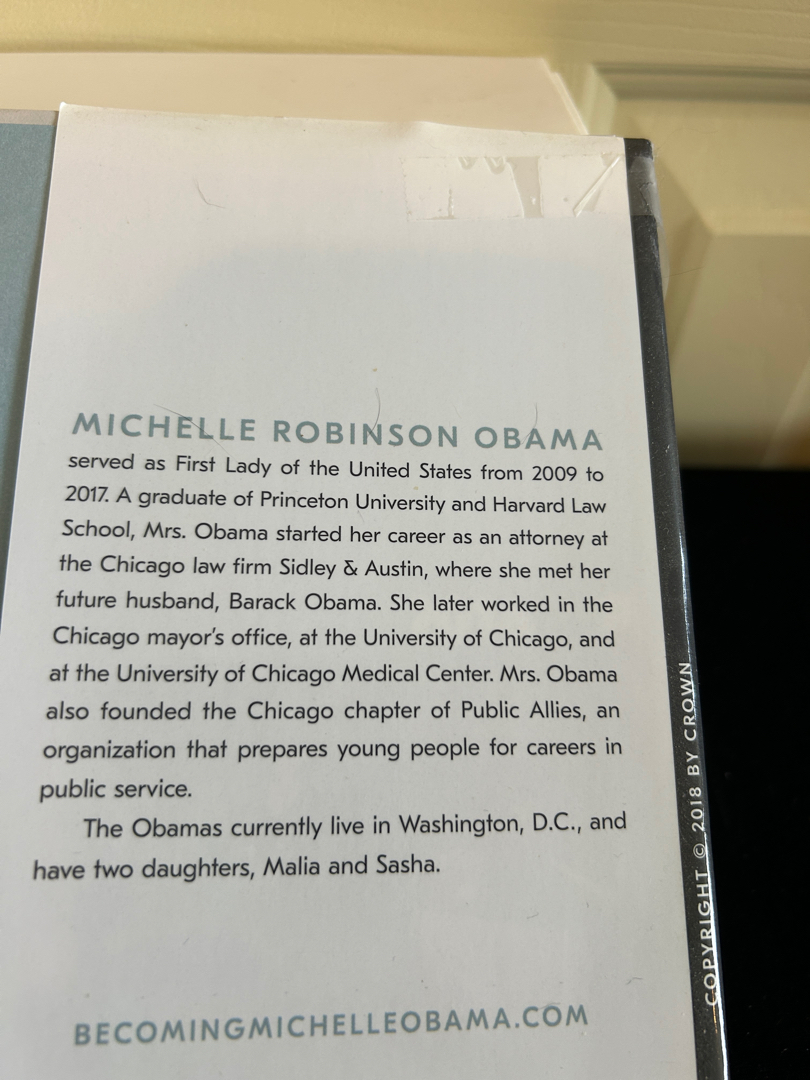 MICHELLE ROBINSON OBAMA
served as First Lady of the United States from 2009 to
2017. A graduate of Princeton University and Harvard Law
School, Mrs. Obama started her career as an attorney at
the Chicago law firm Sidley & Austin, where she met her
future husband, Barack Obama. She later worked in the
Chicago mayor's office, at the University of Chicago, and
at the University of Chicago Medical Center. Mrs. Obama
also founded the Chicago chapter of Public Allies, an
organization that prepares young people for careers in
public service.
The Obamas currently live in Washington, D.C., and
have two daughters, Malia and Sasha.
BECOMINGMICHELLEOBAMA.COM
COPYRIGHT © 2018 BY CROWN